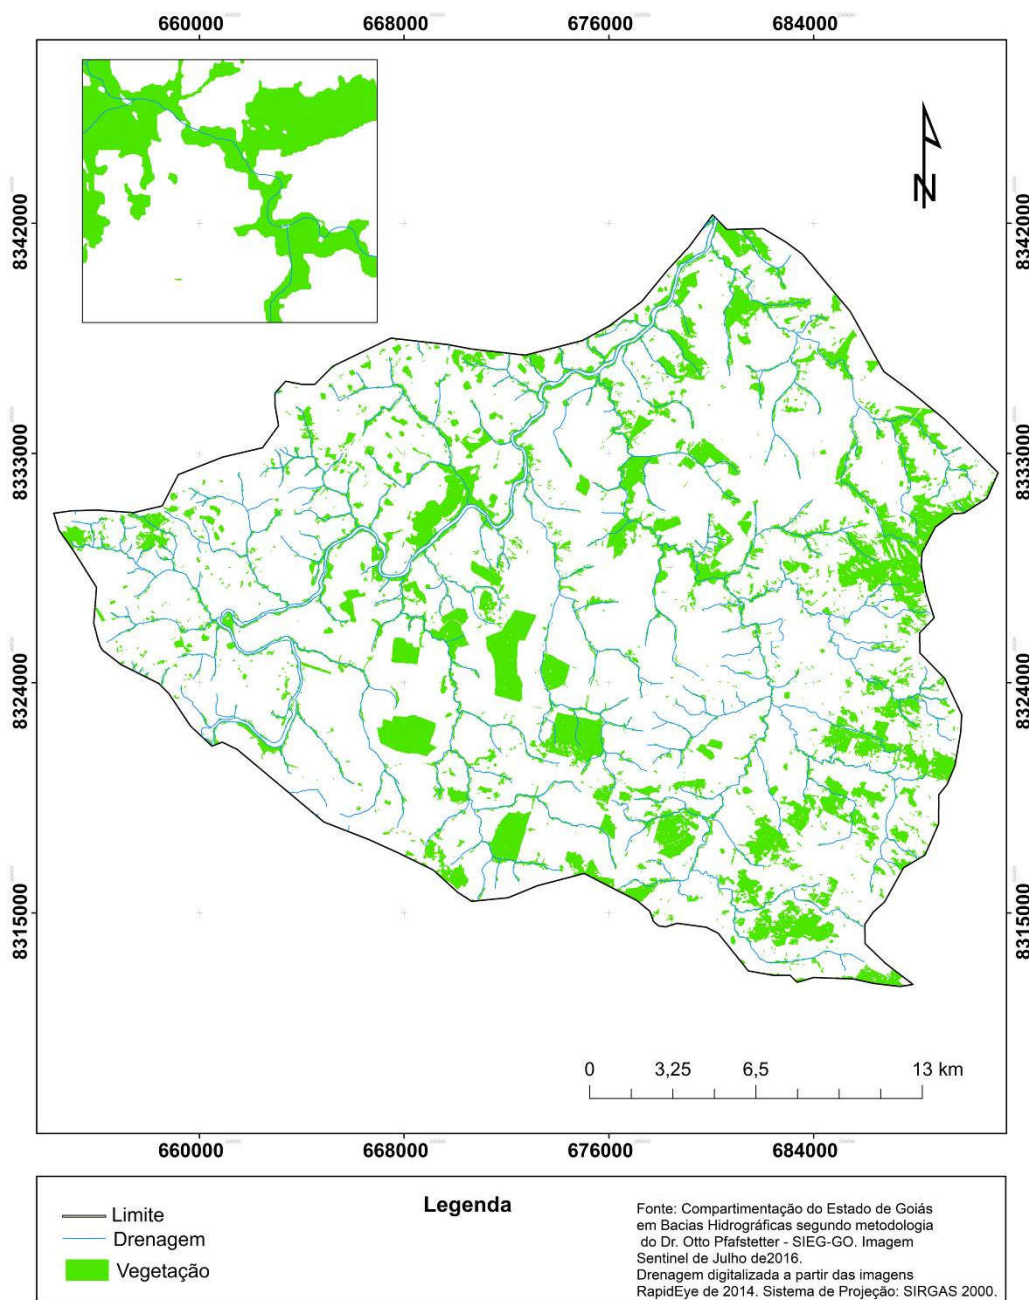 660000 668000 676000 684000
8342000 8342000
N
8333000 8333000
8324000 8324000
8315000 8315000
0 3,25 6,5 13 km
660000 668000 676000 684000
Legenda
Limite
Drenagem
Vegetação
Fonte: Compartimentação do Estado de Goiás
em Bacias Hidrográficas segundo metodologia
do Dr. Otto Pfafstetter - SIEG-GO. Imagem
Sentinel de Julho de2016.
Drenagem digitalizada a partir das imagens
RapidEye de 2014. Sistema de Projeção: SIRGAS 2000.